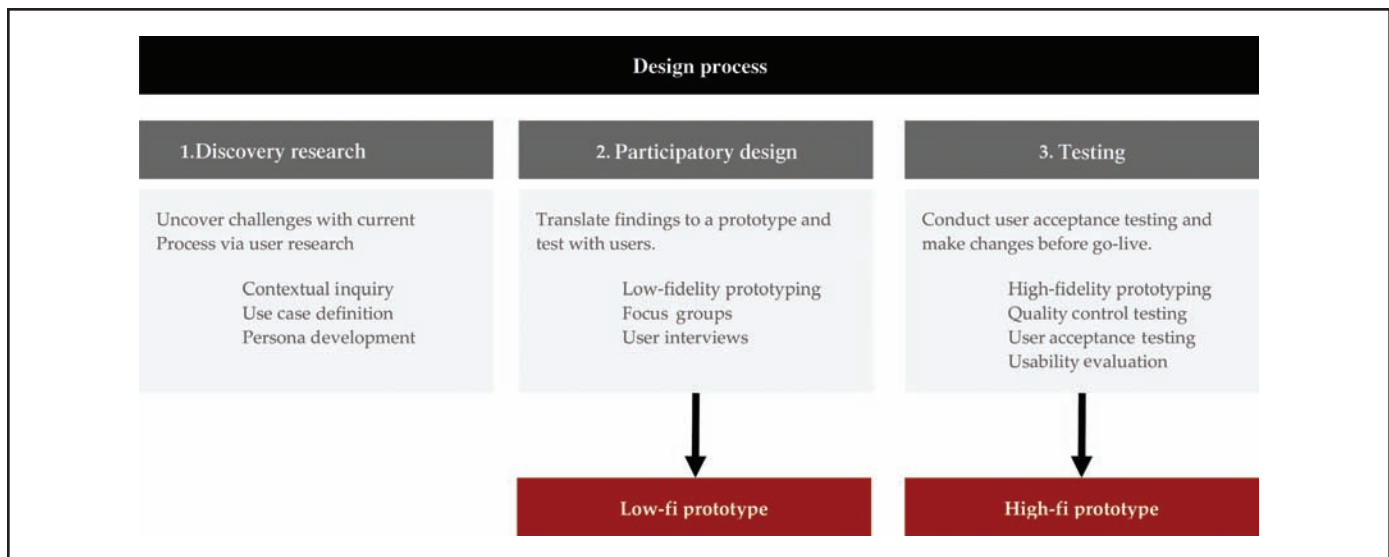 Design process
1.Discovery research
Uncover challenges with current
Process via user research
Contextual inquiry
Use case definition
Persona development
2. Participatory design
Translate findings to a prototype and
test with users.
Low-fidelity prototyping
Focus groups
User interviews
Low-fi prototype
3. Testing
Conduct user acceptance testing and
make changes before go-live.
High-fidelity prototyping
Quality control testing
User acceptance testing
Usability evaluation
High-fi prototype